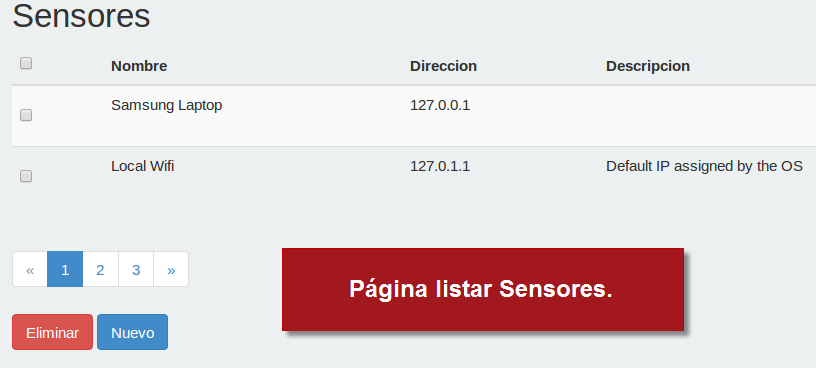 Sensores
Nombre Direccion Descripcion
Samsung Laptop 127.0.0.1
Local Wifi 127.0.1.1 Default IP assigned by the OS
« 1 2 3 »
Página listar Sensores.
Eliminar Nuevo